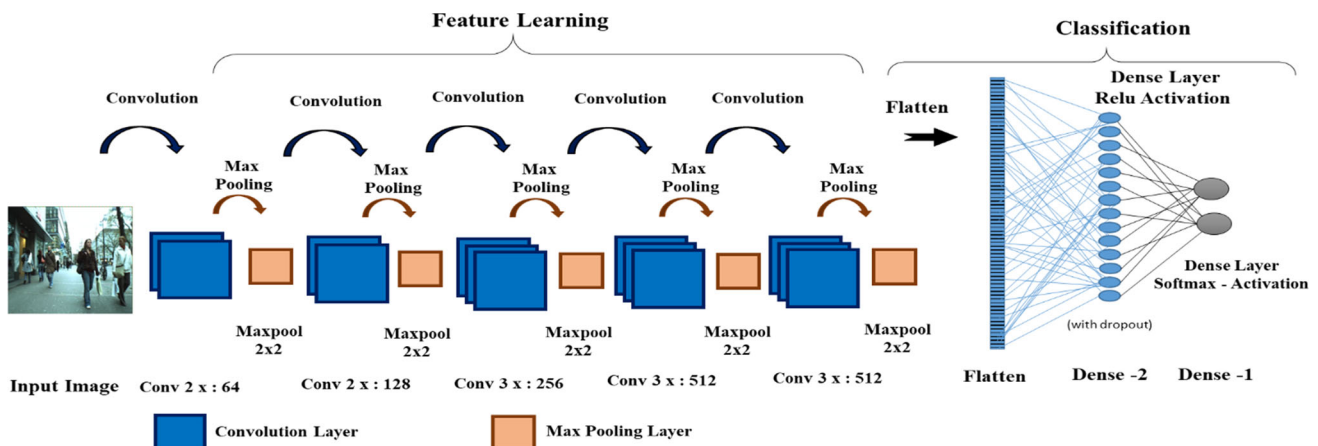 Feature Learning
Classification
Convolution
Convolution
Convolution
Convolution
Convolution
Flatten
Dense Layer
Relu Activation
Max
Pooling
Max
Pooling
Max
Pooling
Max
Pooling
Max
Pooling
Dense Layer
Softmax - Activation
(with dropout)
Maxpool
2x2
Maxpool
2x2
Maxpool
2x2
Maxpool
2x2
Maxpool
2x2
Input Image
Conv 2 x : 64
Conv 2 x : 128
Conv 3 x : 256
Conv 3 x : 512
Conv 3 x : 512
Flatten
Dense -2
Dense -1
Convolution Layer
Max Pooling Layer